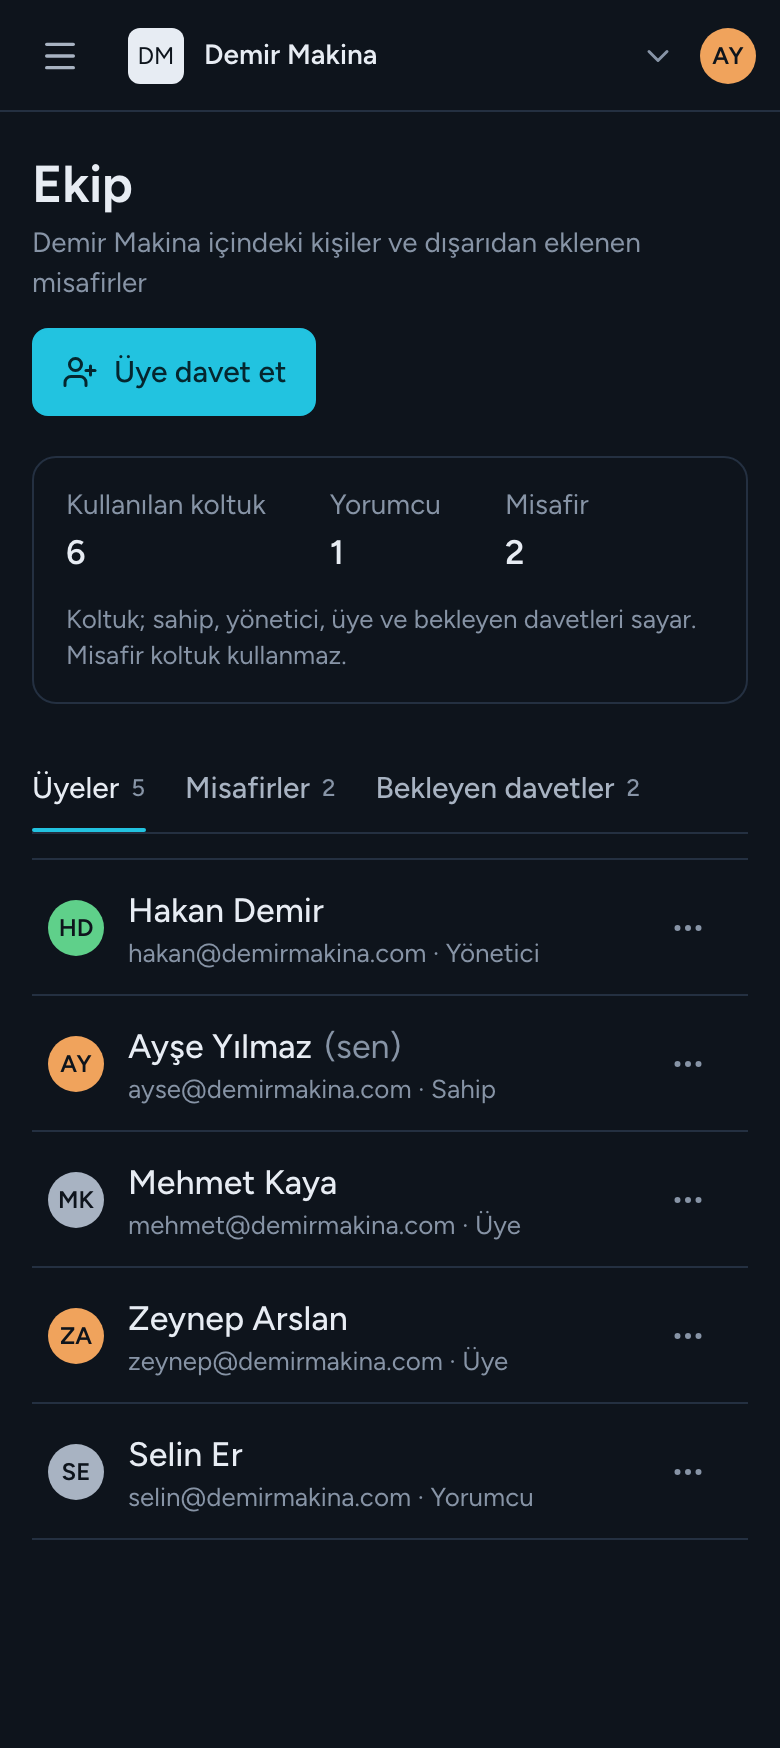 DM Demir Makina AY
Ekip
Demir Makina içindeki kişiler ve dışarıdan eklenen
misafirler
Üye davet et
Kullanılan koltuk Yorumcu Misafir
6 1 2
Koltuk; sahip, yönetici, üye ve bekleyen davetleri sayar.
Misafir koltuk kullanmaz.
Üyeler 5 Misafirler 2 Bekleyen davetler 2
HD Hakan Demir
hakan@demirmakina.com · Yönetici
AY Ayşe Yılmaz (sen)
ayse@demirmakina.com · Sahip
MK Mehmet Kaya
mehmet@demirmakina.com · Üye
ZA Zeynep Arslan
zeynep@demirmakina.com · Üye
SE Selin Er
selin@demirmakina.com · Yorumcu